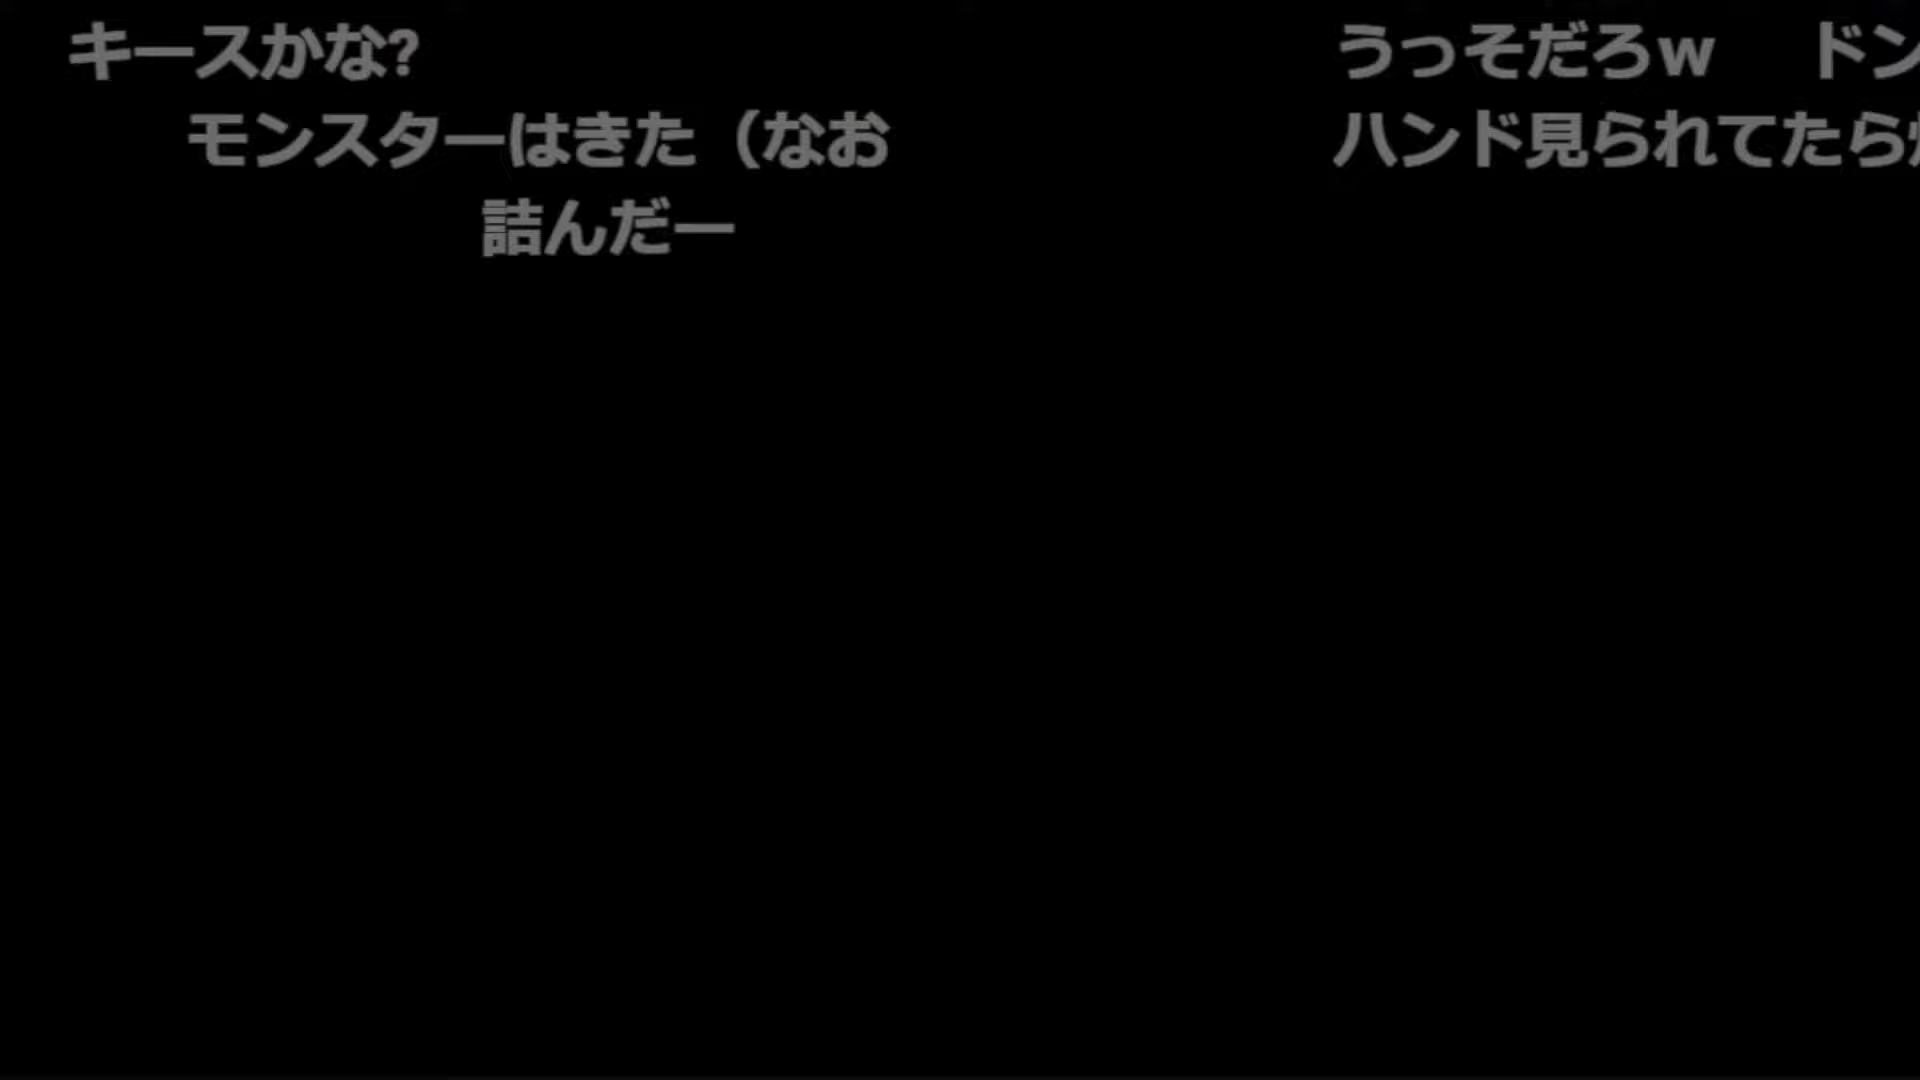 キースかな?
うっそだろw
ドン
モンスターはきた（なお
ハンド見られてたら
詰んだー